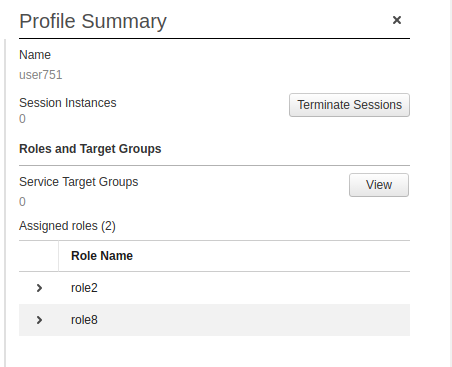 Profile Summary
Name
user751
Session Instances
Terminate Sessions
0
Roles and Target Groups
Service Target Groups
View
0
Assigned roles (2)
Role Name
role2
role8